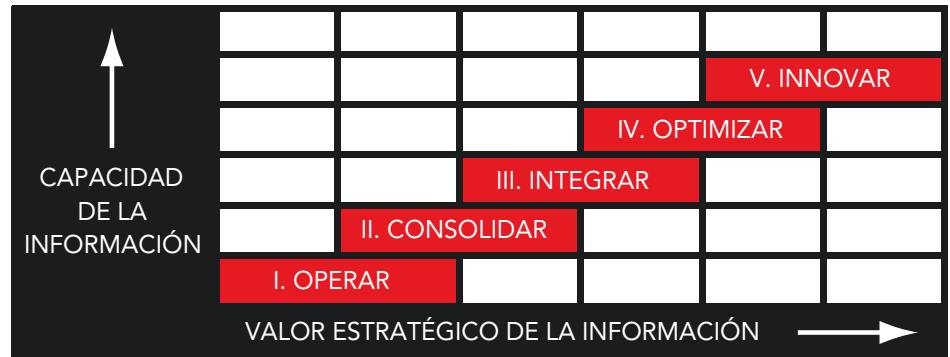 V. INNOVAR
IV. OPTIMIZAR
CAPACIDAD
DE LA
INFORMACIÓN
III. INTEGRAR
II. CONSOLIDAR
I. OPERAR
VALOR ESTRATÉGICO DE LA INFORMACIÓN